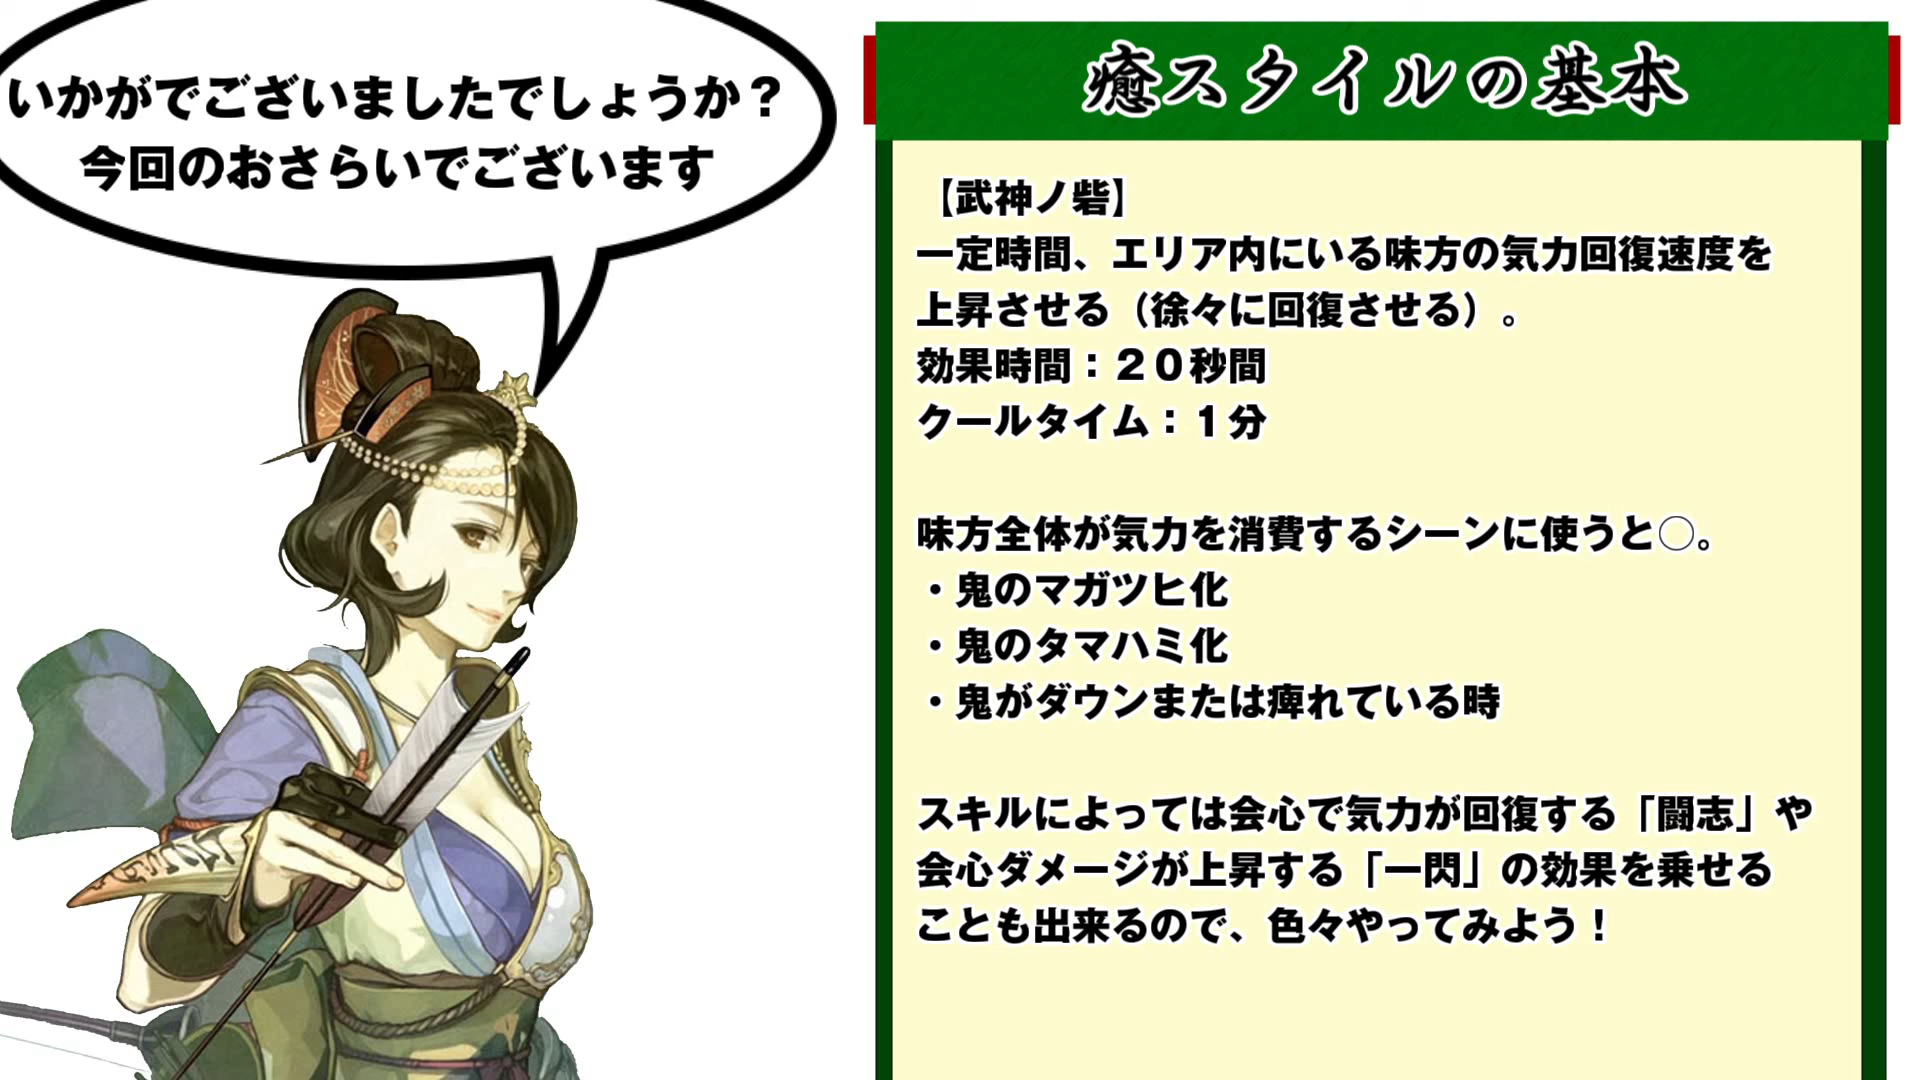 いかがでございましたでしょうか？
今回のおさらいでございます
癒スタイルの基本
【武神ノ砦】
一定時間、エリア内にいる味方の気力回復速度を
上昇させる（徐々に回復させる）。
効果時間：２０秒間
クールタイム：１分
味方全体が気力を消費するシーンに使うと○。
・鬼のマガツヒ化
・鬼のタマハミ化
・鬼がダウンまたは痺れている時
スキルによっては会心で気力が回復する「闘志」や
会心ダメージが上昇する「一閃」の効果を乗せる
ことも出来るので、色々やってみよう！